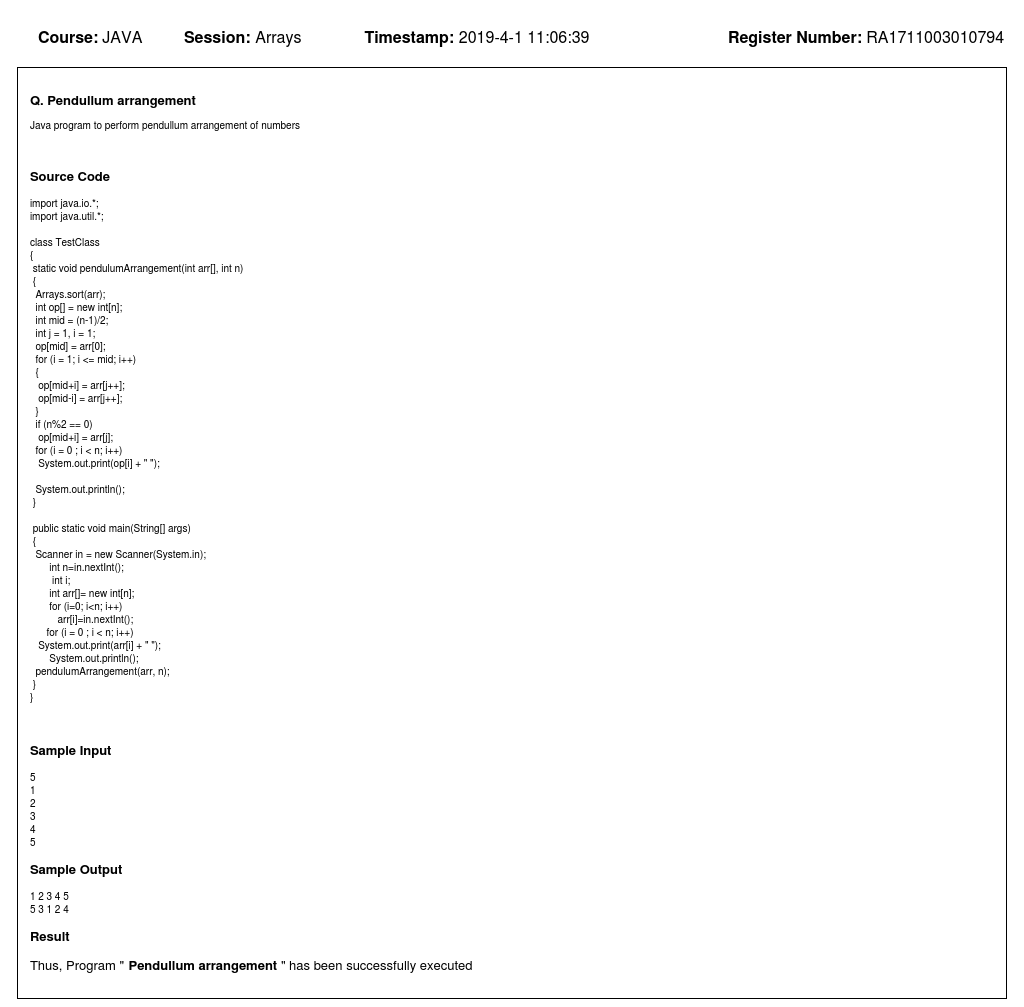 Course: JAVA Session: Arrays Timestamp: 2019-4-1 11:06:39 Register Number: RA1711003010794
Q. Pendullum arrangement
Java program to perform pendullum arrangement of numbers
Source Code
import java.io.*;
import java.util.*;
class TestClass
{
static void pendulumArrangement(int arr[], int n)
{
Arrays.sort(arr);
int op[] = new int[n];
int mid = (n-1)/2;
int j = 1, i = 1;
op[mid] = arr[0];
for (i = 1; i <= mid; i++)
{
op[mid+i] = arr[j++];
op[mid-i] = arr[j++];
}
if (n%2 == 0)
op[mid+i] = arr[j];
for (i = 0 ; i < n; i++)
System.out.print(op[i] + " ");
System.out.println();
}
public static void main(String[] args)
{
Scanner in = new Scanner(System.in);
int n=in.nextInt();
int i;
int arr[]= new int[n];
for (i=0; i<n; i++)
arr[i]=in.nextInt();
for (i = 0 ; i < n; i++)
System.out.print(arr[i] + " ");
System.out.println();
pendulumArrangement(arr, n);
}
}
Sample Input
5
1
2
3
4
5
Sample Output
1 2 3 4 5
5 3 1 2 4
Result
Thus, Program " Pendullum arrangement " has been successfully executed